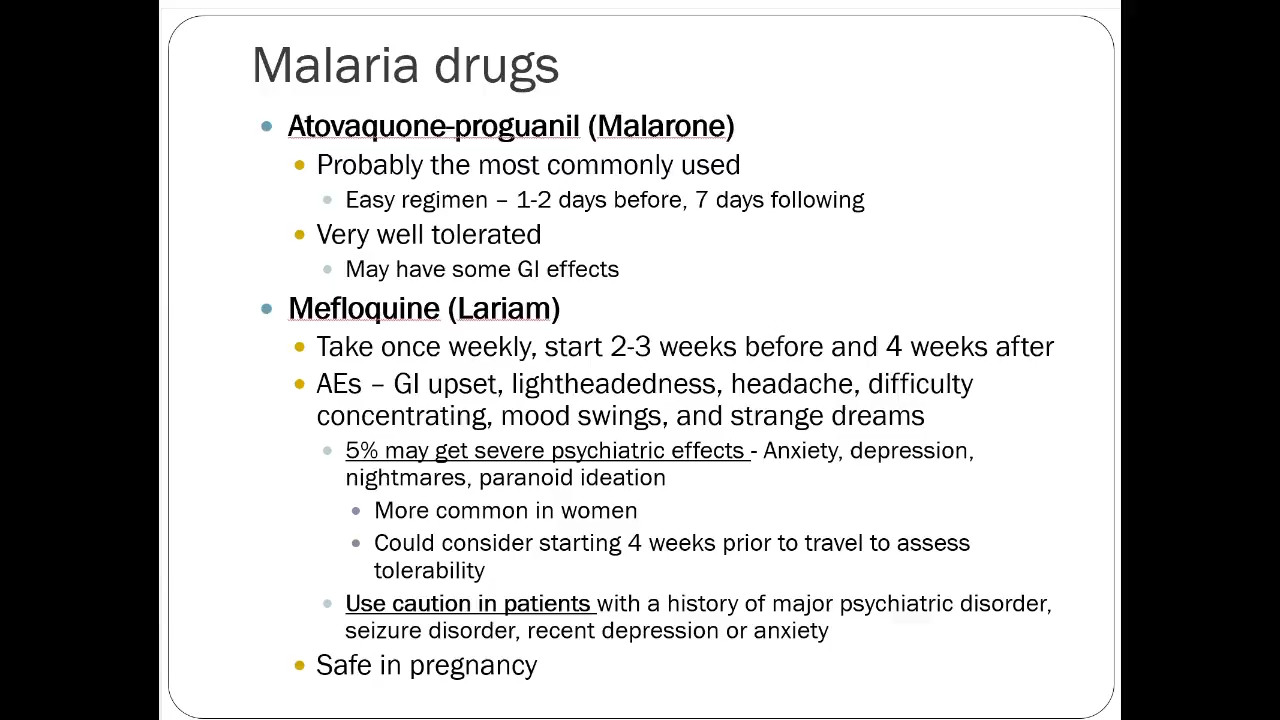 Malaria drugs
Atovaquone-proguanil (Malarone)
Probably the most commonly used
Easy regimen – 1-2 days before, 7 days following
Very well tolerated
May have some GI effects
Mefloquine (Lariam)
Take once weekly, start 2-3 weeks before and 4 weeks after
AEs – GI upset, lightheadedness, headache, difficulty
concentrating, mood swings, and strange dreams
5% may get severe psychiatric effects - Anxiety, depression,
nightmares, paranoid ideation
More common in women
Could consider starting 4 weeks prior to travel to assess
tolerability
Use caution in patients with a history of major psychiatric disorder,
seizure disorder, recent depression or anxiety
Safe in pregnancy